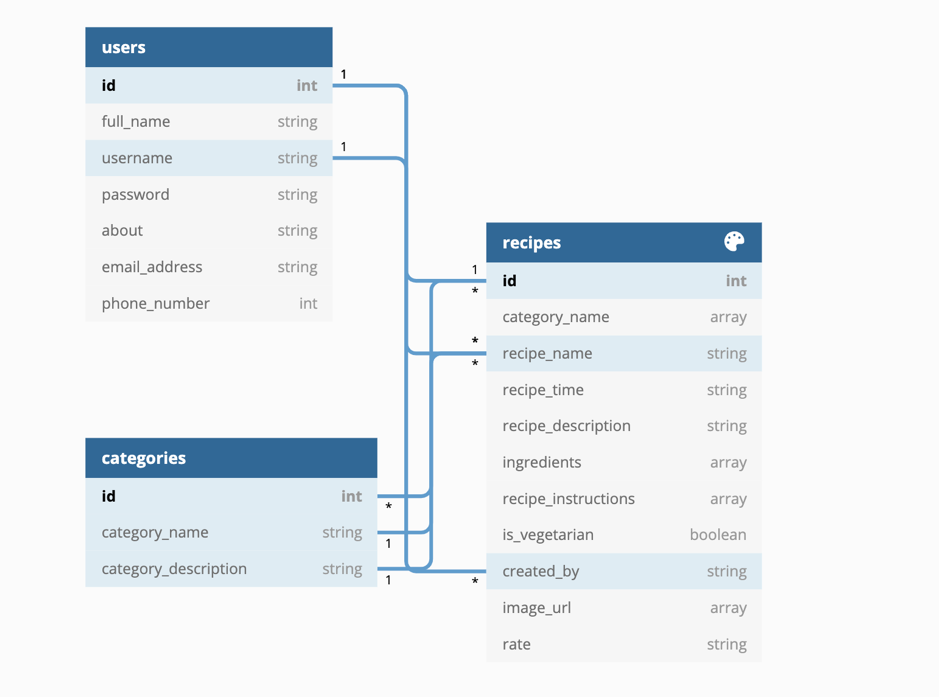 users
id int
full_name string
username string
password string
about string
email_address string
phone_number int
1
1
recipes
id int
category_name array
recipe_name string
recipe_time string
recipe_description string
ingredients array
recipe_instructions array
is_vegetarian boolean
created_by string
image_url array
rate string
1
*
*
*
*
categories
id int
category_name string
category_description string
*
1
1